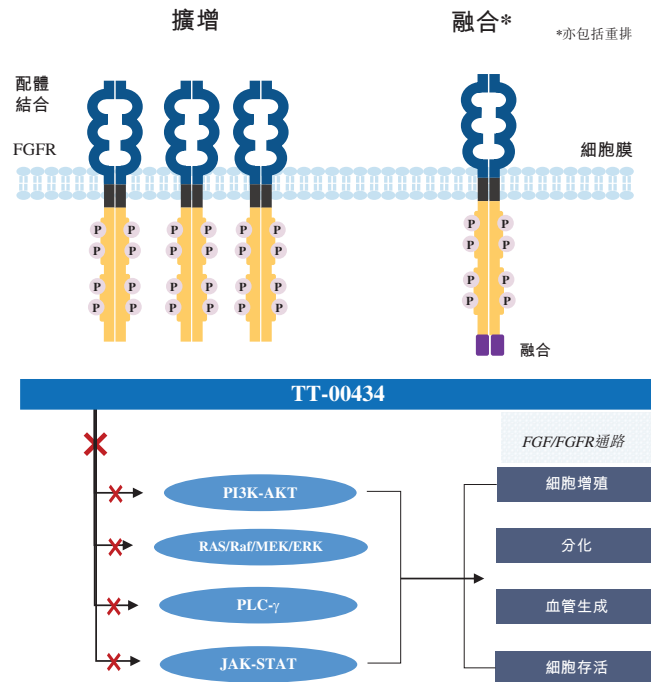 擴增
融合*
*亦包括重排
配體
結合
FGFR
細胞膜
P P P P P P P P
P P P P P P P P
P P P P P P P P
P P P P P P P P
融合
TT-00434
FGF/FGFR通路
PI3K-AKT
細胞增殖
RAS/Raf/MEK/ERK
分化
PLC-γ
血管生成
JAK-STAT
細胞存活